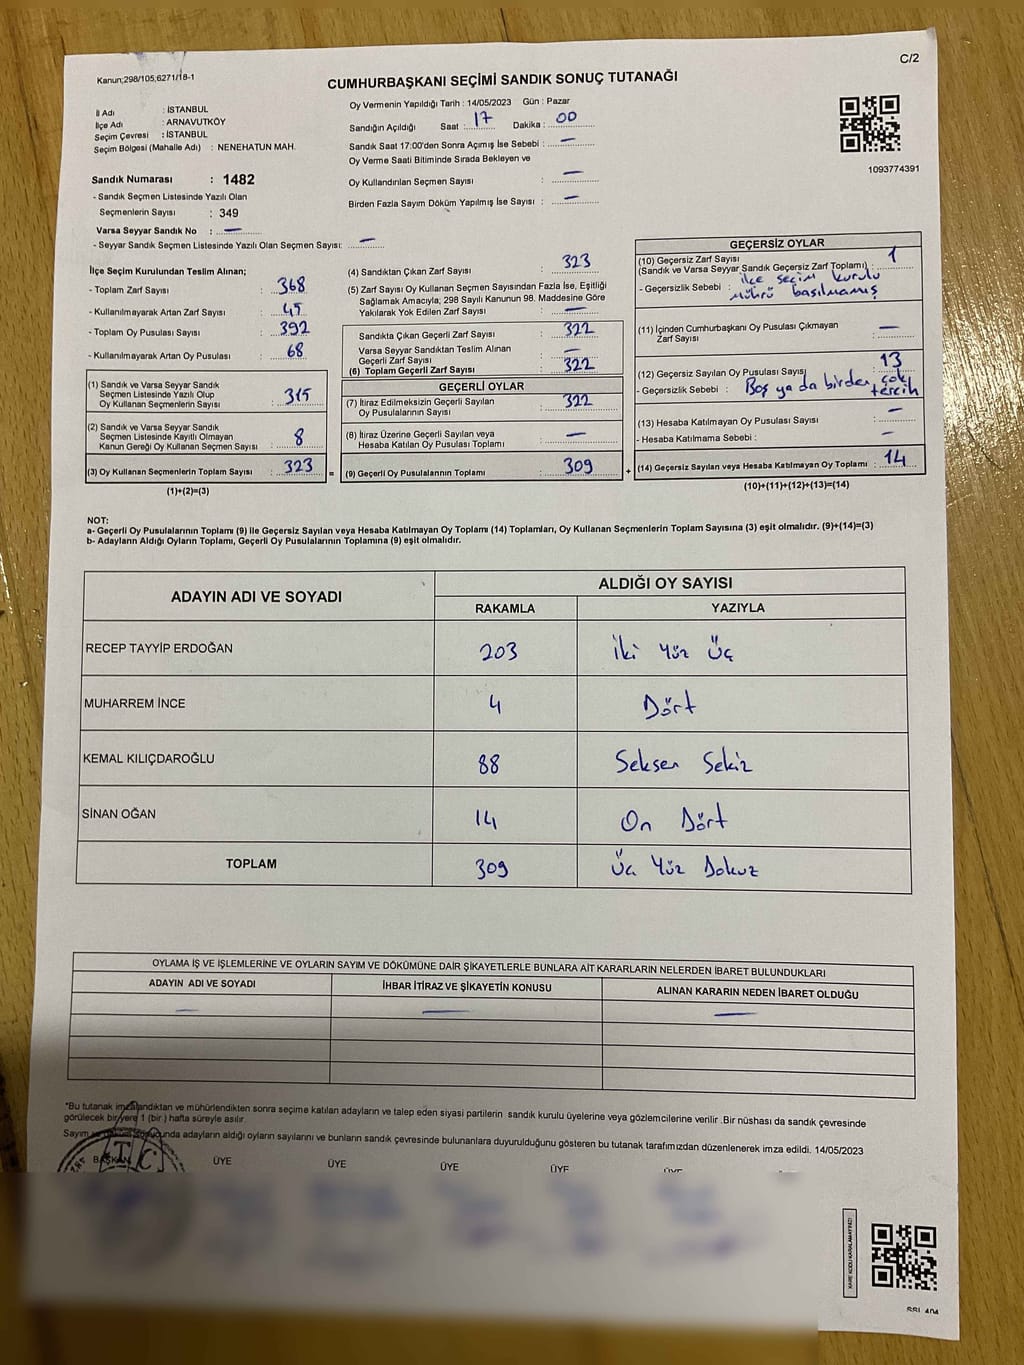 C/2
Kanun;298/105;6271/18-1
CUMHURBAŞKANI SEÇİMİ SANDIK SONUÇ TUTANAĞI
İl Adı : İSTANBUL
İlçe Adı : ARNAVUTKÖY
Seçim Çevresi : İSTANBUL
Seçim Bölgesi (Mahalle Adı) : NENEHATUN MAH.
Oy Vermenin Yapıldığı Tarih : 14/05/2023 Gün : Pazar
Sandığın Açıldığı Saat : 17 Dakika : 00
Sandık Saat 17:00'den Sonra Açımış İse Sebebi : —
Oy Verme Saati Bitiminde Sırada Bekleyen ve
Oy Kullandırılan Seçmen Sayısı : —
Birden Fazla Sayım Döküm Yapılmış İse Sayısı : —
1093774391
Sandık Numarası : 1482
- Sandık Seçmen Listesinde Yazılı Olan
Seçmenlerin Sayısı : 349
Varsa Seyyar Sandık No : —
- Seyyar Sandık Seçmen Listesinde Yazılı Olan Seçmen Sayısı: —
İlçe Seçim Kurulundan Teslim Alınan;
- Toplam Zarf Sayısı : 368
- Kullanılmayarak Artan Zarf Sayısı : 45
- Toplam Oy Pusulası Sayısı : 392
- Kullanılmayarak Artan Oy Pusulası : 68
(1) Sandık ve Varsa Seyyar Sandık
Seçmen Listesinde Yazılı Olup
Oy Kullanan Seçmenlerin Sayısı : 315
(2) Sandık ve Varsa Seyyar Sandık
Seçmen Listesinde Kayıtlı Olmayan
Kanun Gereği Oy Kullanan Seçmen Sayısı : 8
(3) Oy Kullanan Seçmenlerin Toplam Sayısı : 323
(1)+(2)=(3)
=
(4) Sandıktan Çıkan Zarf Sayısı : 323
(5) Zarf Sayısı Oy Kullanan Seçmen Sayısından Fazla İse, Eşitliği
Sağlamak Amacıyla; 298 Sayılı Kanunun 98. Maddesine Göre
Yakılarak Yok Edilen Zarf Sayısı : —
Sandıkta Çıkan Geçerli Zarf Sayısı : 322
Varsa Seyyar Sandıktan Teslim Alınan
Geçerli Zarf Sayısı : —
(6) Toplam Geçerli Zarf Sayısı : 322
GEÇERLİ OYLAR
(7) İtiraz Edilmeksizin Geçerli Sayılan
Oy Pusulalarının Sayısı : 322
(8) İtiraz Üzerine Geçerli Sayılan veya
Hesaba Katılan Oy Pusulası Toplamı : —
(9) Geçerli Oy Pusulalarının Toplamı : 309
+
GEÇERSİZ OYLAR
(10) Geçersiz Zarf Sayısı
(Sandık ve Varsa Seyyar Sandık Geçersiz Zarf Toplamı) : 1
- Geçersizlik Sebebi : ilçe seçim kurulu
mührü basılmamış
(11) İçinden Cumhurbaşkanı Oy Pusulası Çıkmayan
Zarf Sayısı : —
(12) Geçersiz Sayılan Oy Pusulası Sayısı : 13
- Geçersizlik Sebebi : Boş ya da birden çok
tercih
(13) Hesaba Katılmayan Oy Pusulası Sayısı : —
- Hesaba Katılmama Sebebi : —
(14) Geçersiz Sayılan veya Hesaba Katılmayan Oy Toplamı : 14
(10)+(11)+(12)+(13)=(14)
NOT:
a- Geçerli Oy Pusulalarının Toplamı (9) ile Geçersiz Sayılan veya Hesaba Katılmayan Oy Toplamı (14) Toplamları, Oy Kullanan Seçmenlerin Toplam Sayısına (3) eşit olmalıdır. (9)+(14)=(3)
b- Adayların Aldığı Oyların Toplamı, Geçerli Oy Pusulalarının Toplamına (9) eşit olmalıdır.
ADAYIN ADI VE SOYADI ALDIĞI OY SAYISI
RAKAMLA YAZIYLA
RECEP TAYYİP ERDOĞAN 203 İki Yüz Üç
MUHARREM İNCE 4 Dört
KEMAL KILIÇDAROĞLU 88 Seksen Sekiz
SİNAN OĞAN 14 On Dört
TOPLAM 309 Üç Yüz Dokuz
OYLAMA İŞ VE İŞLEMLERİNE VE OYLARIN SAYIM VE DÖKÜMÜNE DAİR ŞİKAYETLERLE BUNLARA AİT KARARLARIN NELERDEN İBARET BULUNDUKLARI
ADAYIN ADI VE SOYADI İHBAR İTİRAZ VE ŞİKAYETİN KONUSU ALINAN KARARIN NEDEN İBARET OLDUĞU
— — —
*Bu tutanak imzalandıktan ve mühürlendikten sonra seçime katılan adayların ve talep eden siyasi partilerin sandık kurulu üyelerine veya gözlemcilerine verilir .Bir nüshası da sandık çevresinde
görülecek bir yere 1 (bir ) hafta süreyle asılır.
Sayım ve döküm sonucunda adayların aldığı oyların sayılarını ve bunların sandık çevresinde bulunanlara duyurulduğunu gösteren bu tutanak tarafımızdan düzenlenerek imza edildi. 14/05/2023
BAŞKAN ÜYE ÜYE ÜYE ÜYE ÜYE
T.C.
KARE KODU KARALAMAYINIZ!